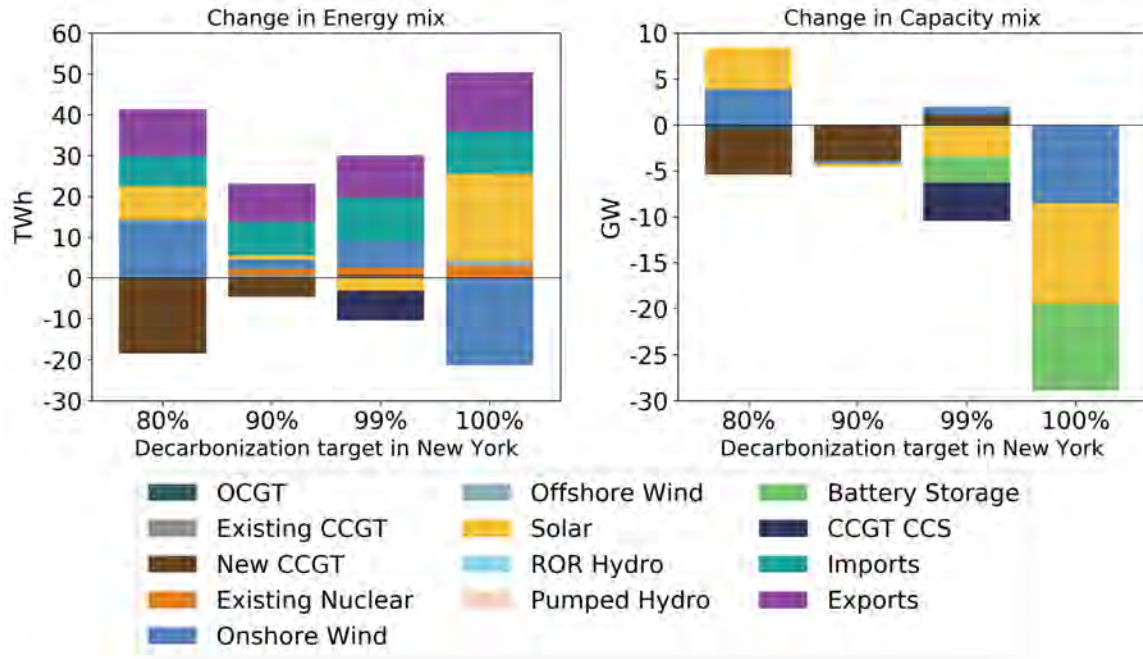 Change in Energy mix
60
50
40
30
20
10
0
-10
-20
-30
TWh
80%
90%
99%
100%
Decarbonization target in New York
Change in Capacity mix
10
5
0
-5
-10
-15
-20
-25
-30
GW
80%
90%
99%
100%
Decarbonization target in New York
OCGT
Existing CCGT
New CCGT
Existing Nuclear
Onshore Wind
Offshore Wind
Solar
ROR Hydro
Pumped Hydro
Battery Storage
CCGT CCS
Imports
Exports